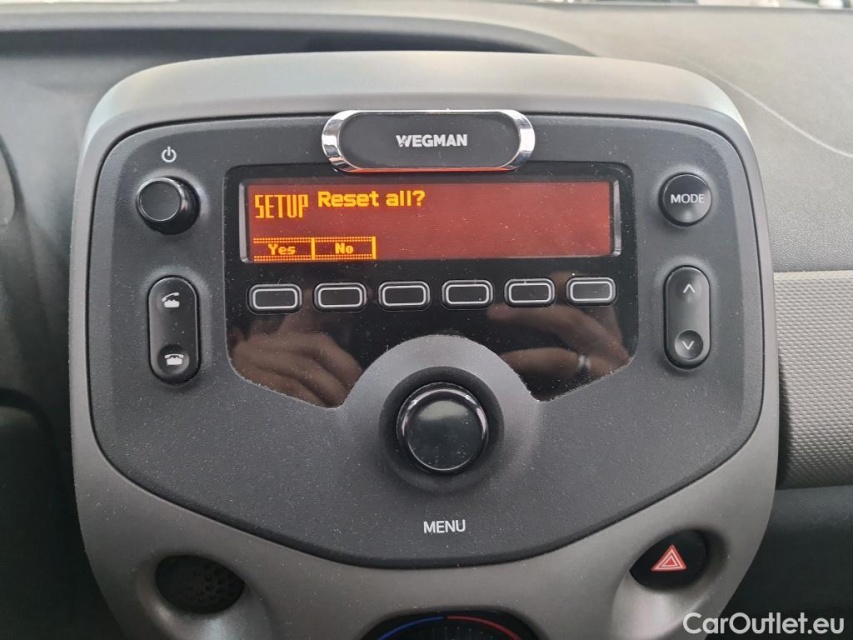 WEGMAN
SETUP Reset all?
Yes No
MODE
MENU
CarOutlet.eu